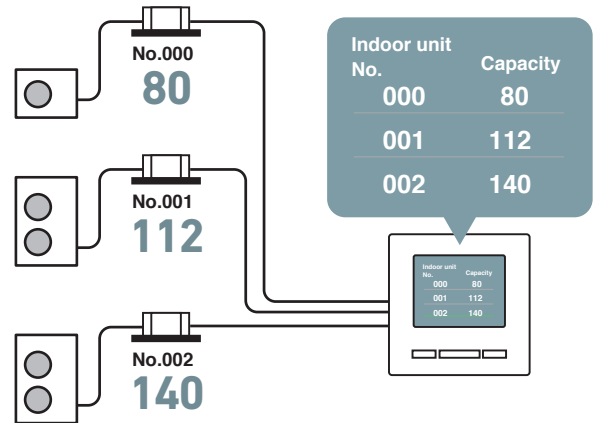 No.000
80
No.001
112
No.002
140
Indoor unit
No. Capacity
000 80
001 112
002 140
Indoor unit
No. Capacity
000 80
001 112
002 140